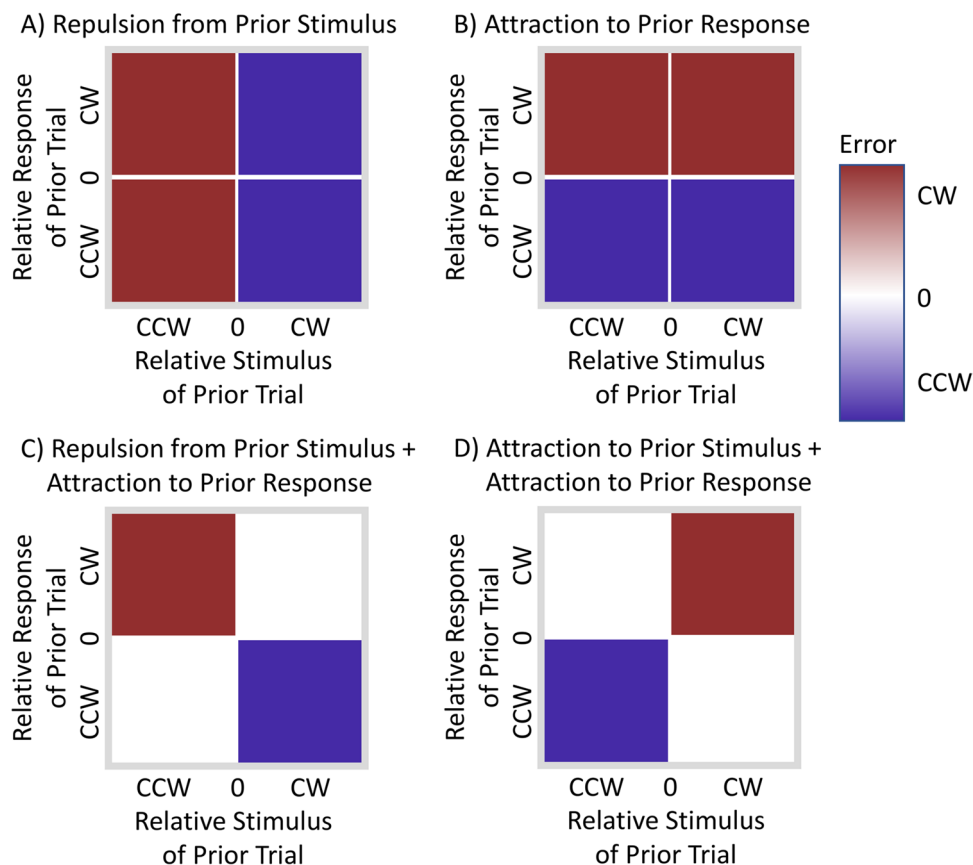 A) Repulsion from Prior Stimulus
Relative Response
of Prior Trial
CW
0
CCW
CCW 0 CW
Relative Stimulus
of Prior Trial
B) Attraction to Prior Response
Relative Response
of Prior Trial
CW
0
CCW
CCW 0 CW
Relative Stimulus
of Prior Trial
Error
CW
0
CCW
C) Repulsion from Prior Stimulus +
Attraction to Prior Response
Relative Response
of Prior Trial
CW
0
CCW
CCW 0 CW
Relative Stimulus
of Prior Trial
D) Attraction to Prior Stimulus +
Attraction to Prior Response
Relative Response
of Prior Trial
CW
0
CCW
CCW 0 CW
Relative Stimulus
of Prior Trial